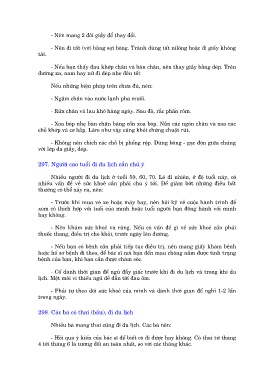 - Nên mang 2 đôi giầy để thay đổi.
- Nên đi tất (vớ) bằng sợi bông. Tránh dùng tất nilông hoặc đi giầy không
tất.
- Nếu bạn thấy đau khớp chân và bàn chân, nên thay giầy bằng dép. Trên
đường xa, nam hay nữ đi dép nhẹ đều tốt
Nếu những biện pháp trên chưa đủ, nên:
- Ngâm chân vào nước lạnh pha muối.
- Rửa chân và lau khô hàng ngày. Sau đó, rắc phấn rôm.
- Xoa bóp nhẹ bàn chân bằng cồn xoa bóp. Nắn các ngón chân và xoa các
chỗ khớp và cơ bắp. Làm như vậy cũng khỏi chứng chuột rút.
- Không nên chích các chỗ bị phồng rộp. Dùng bông - gạc độn giữa chúng
với lớp da giầy, dép.
297. Người cao tuổi đi du lịch cần chú ý
Nhiều người đi du lịch ở tuổi 50, 60, 70. Lẽ dĩ nhiên, ở độ tuổi này, có
nhiều vấn đề về sức khoẻ cần phải chú ý tới. Để giảm bớt những điều bất
thường có thể xảy ra, nên:
- Trước khi mua vé xe hoặc máy bay, nên hỏi kỹ về cuộc hành trình để
xem có thích hợp với tuổi của mình hoặc tuổi người bạn đồng hành với mình
hay không.
- Nên khám sức khoẻ và răng. Nếu có vấn đề gì về sức khoẻ cần phải
thuốc thang, điều trị cho khỏi, trước ngày lên đường.
- Nếu bạn có bệnh cần phải tiếp tục điều trị, nên mang giấy khám bệnh
hoặc hồ sơ bệnh đi theo, để bác sĩ nơi bạn đến mau chóng nắm được tình trạng
bệnh của bạn, khi bạn cần được chăm sóc.
- Cố dành thời gian để ngủ đẫy giấc trước khi đi du lịch và trong khi du
lịch. Mệt mỏi vì thiếu ngủ dễ dẫn tới đau ốm.
- Phải tự theo dõi sức khoẻ của mình và dành thời gian để nghỉ 1-2 lần
trong ngày.
298. Các bà có thai (bầu), đi du lịch
Nhiều bà mang thai cũng đi du lịch. Các bà nên:
- Hỏi qua ý kiến của bác sĩ để biết có đi được hay không. Có thai từ tháng
4 tới tháng 6 là tương đối an toàn nhất, so với các tháng khác.